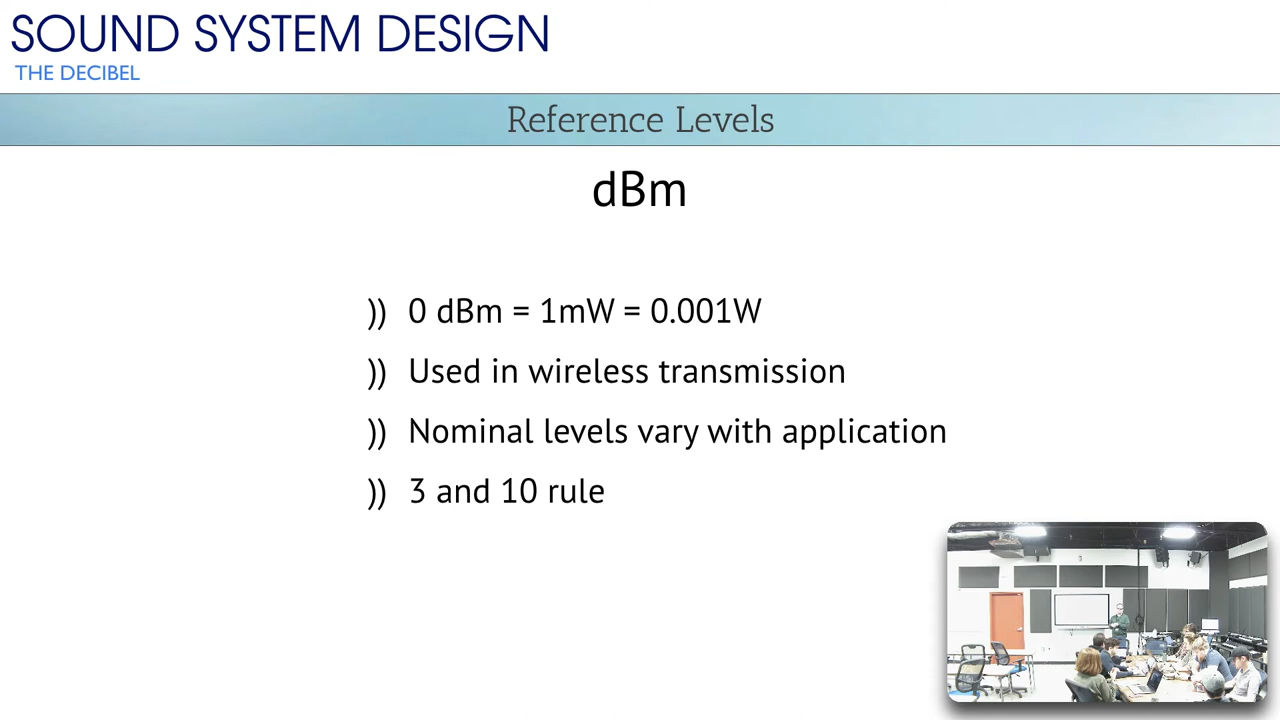 SOUND SYSTEM DESIGN
THE DECIBEL
Reference Levels
dBm
)) 0 dBm = 1mW = 0.001W
)) Used in wireless transmission
)) Nominal levels vary with application
)) 3 and 10 rule